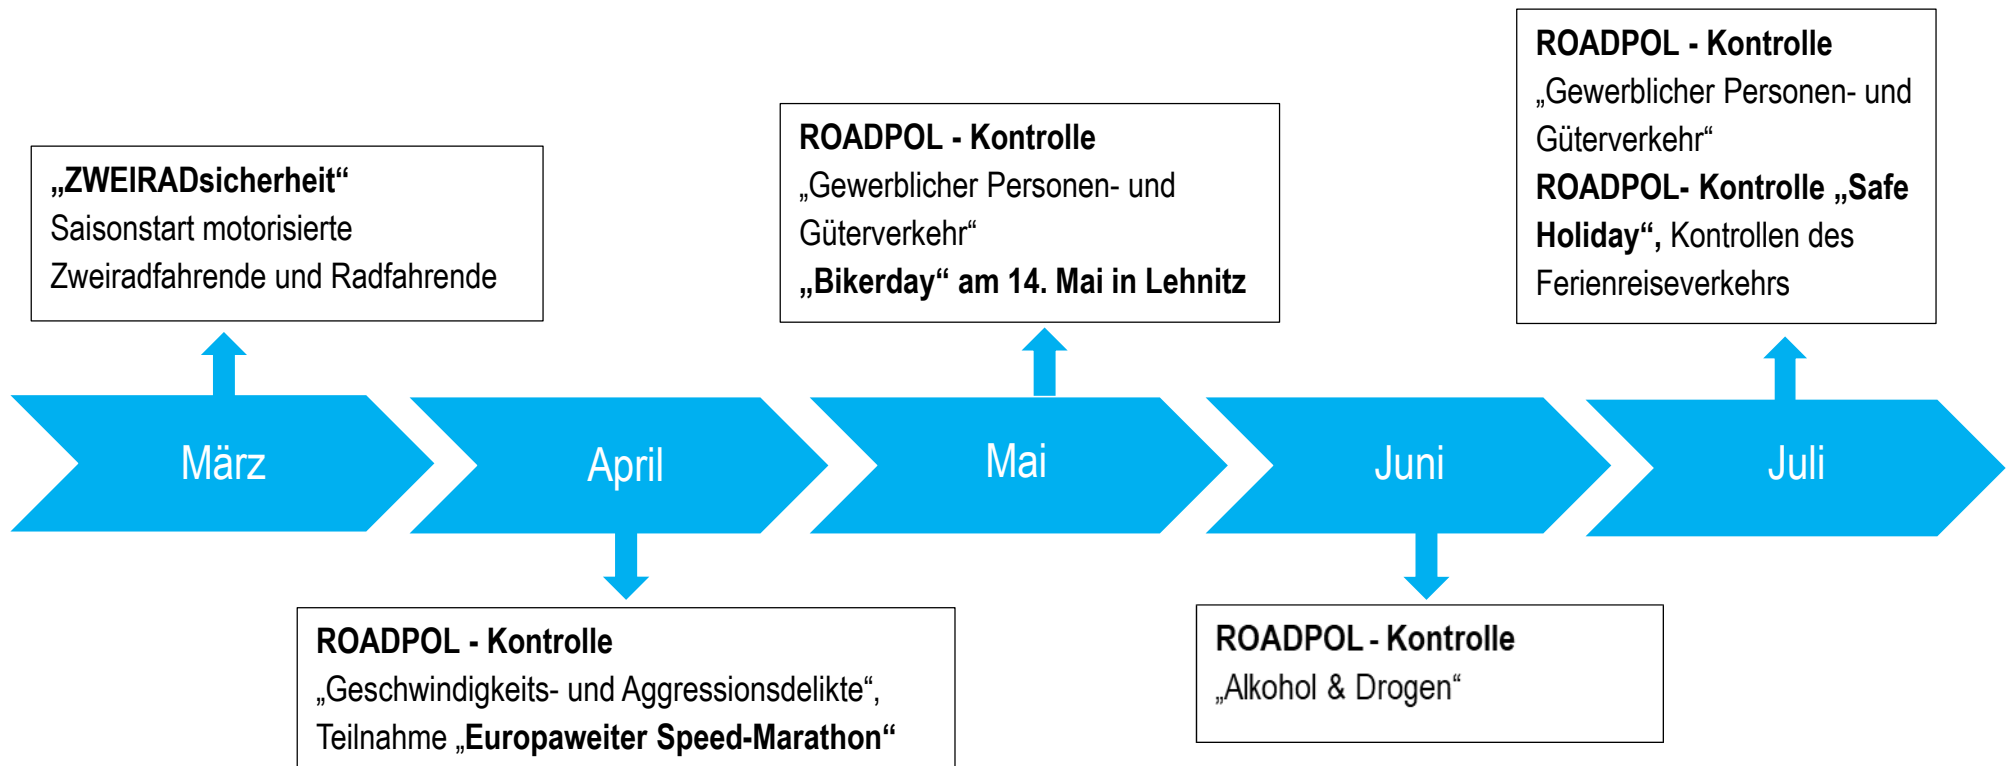 „ZWEIRADsicherheit“
Saisonstart motorisierte
Zweiradfahrende und Radfahrende
ROADPOL - Kontrolle
„Gewerblicher Personen- und
Güterverkehr“
„Bikerday“ am 14. Mai in Lehnitz
ROADPOL - Kontrolle
„Gewerblicher Personen- und
Güterverkehr“
ROADPOL- Kontrolle „Safe
Holiday“, Kontrollen des
Ferienreiseverkehrs
März
April
Mai
Juni
Juli
ROADPOL - Kontrolle
„Geschwindigkeits- und Aggressionsdelikte“,
Teilnahme „Europaweiter Speed-Marathon“
ROADPOL - Kontrolle
„Alkohol & Drogen“